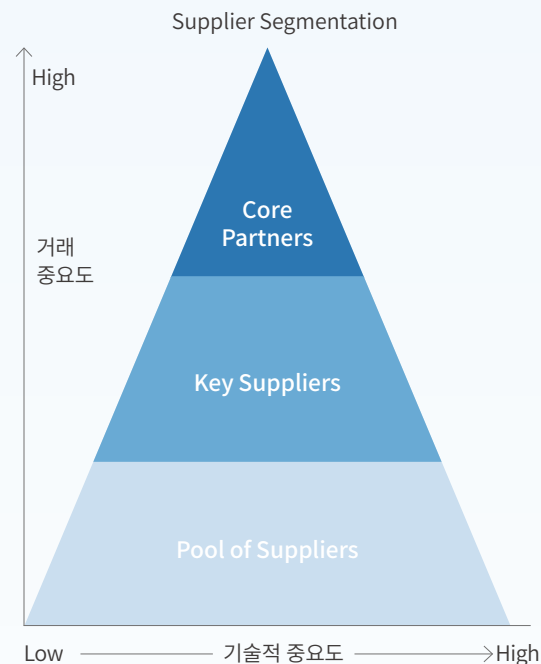 Supplier Segmentation
High
Core
Partners
거래
중요도
Key Suppliers
Pool of Suppliers
Low 기술적 중요도 High